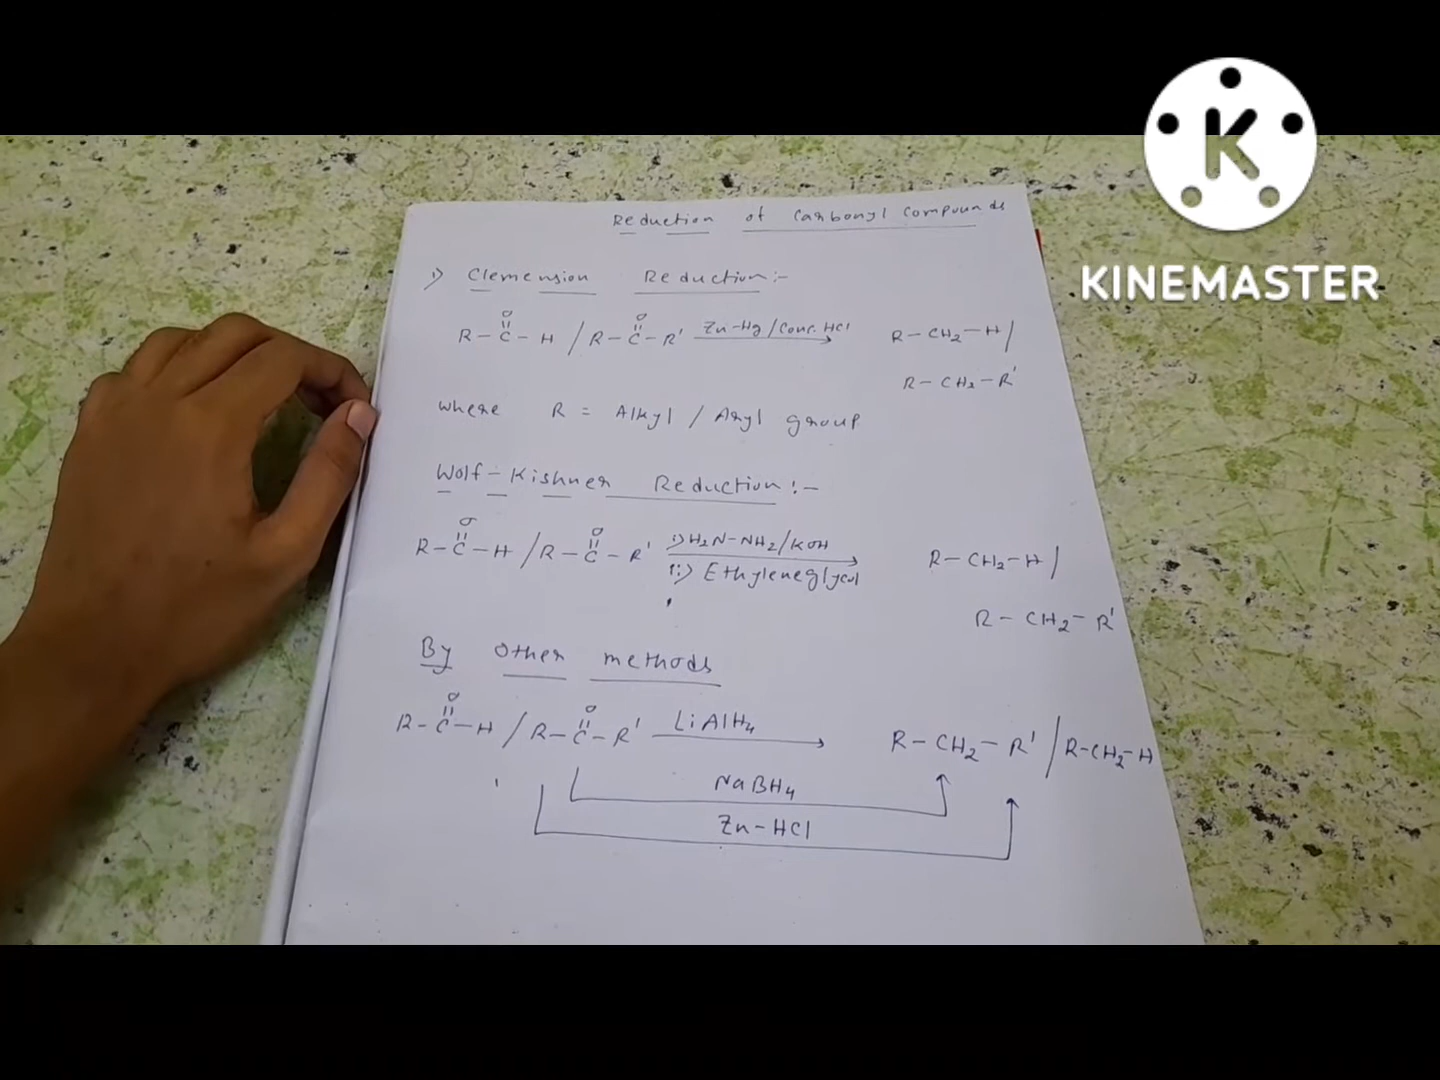 KINEMASTER
Reduction of Carbonyl Compounds
1) Clemension Reduction:-
R-C(=O)-H / R-C(=O)-R' Zn-Hg/Conc. HCl R-CH2-H /
R-CH2-R'
where R = Alkyl / Aryl group
Wolf-Kishner Reduction:-
R-C(=O)-H / R-C(=O)-R' i) H2N-NH2/KOH R-CH2-H /
ii) Ethyleneglycol
R-CH2-R'
By Other methods
R-C(=O)-H / R-C(=O)-R' LiAlH4 R-CH2-R' / R-CH2-H
NaBH4
Zn-HCl